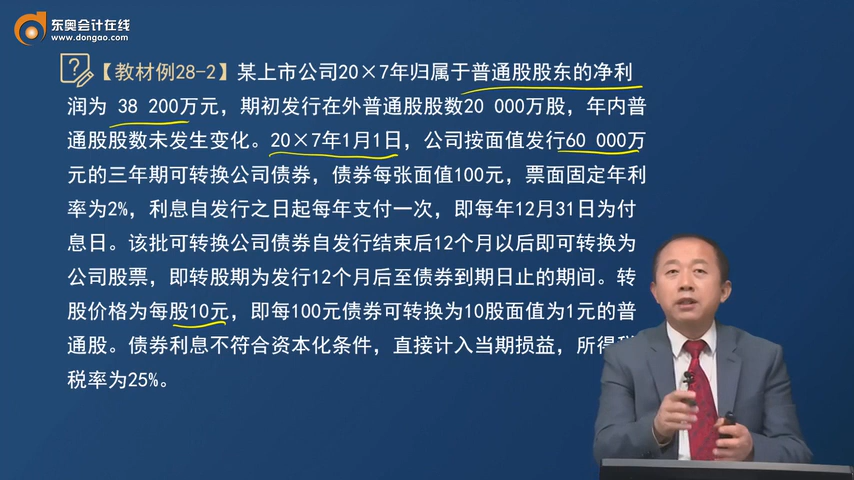 东奥会计在线
www.dongao.com
【教材例28-2】某上市公司20×7年归属于普通股股东的净利
润为 38 200万元，期初发行在外普通股股数20 000万股，年内普
通股股数未发生变化。20×7年1月1日，公司按面值发行60 000万
元的三年期可转换公司债券，债券每张面值100元，票面固定年利
率为2%，利息自发行之日起每年支付一次，即每年12月31日为付
息日。该批可转换公司债券自发行结束后12个月以后即可转换为
公司股票，即转股期为发行12个月后至债券到期日止的期间。转
股价格为每股10元，即每100元债券可转换为10股面值为1元的普
通股。债券利息不符合资本化条件，直接计入当期损益，所得
税率为25%。